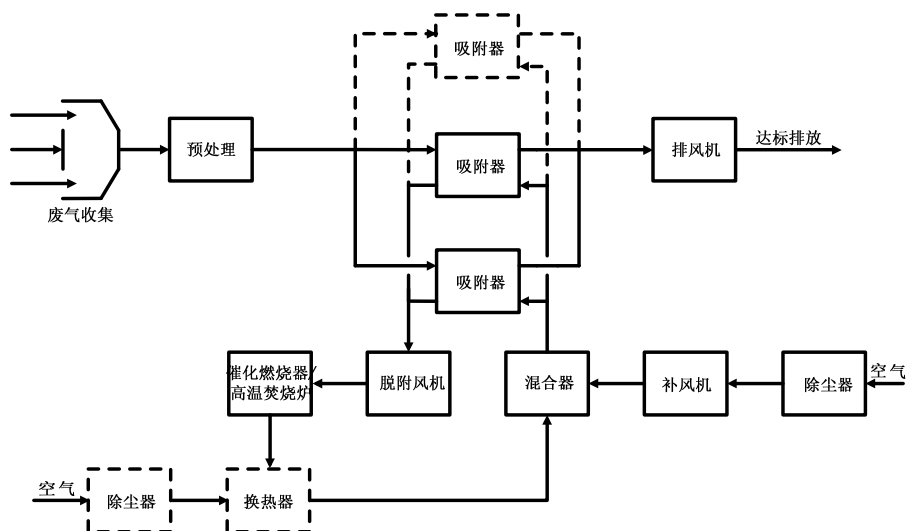 吸附器
预处理
吸附器
排风机
达标排放
废气收集
吸附器
催化燃烧器/
高温焚烧炉
脱附风机
混合器
补风机
除尘器
空气
空气
除尘器
换热器